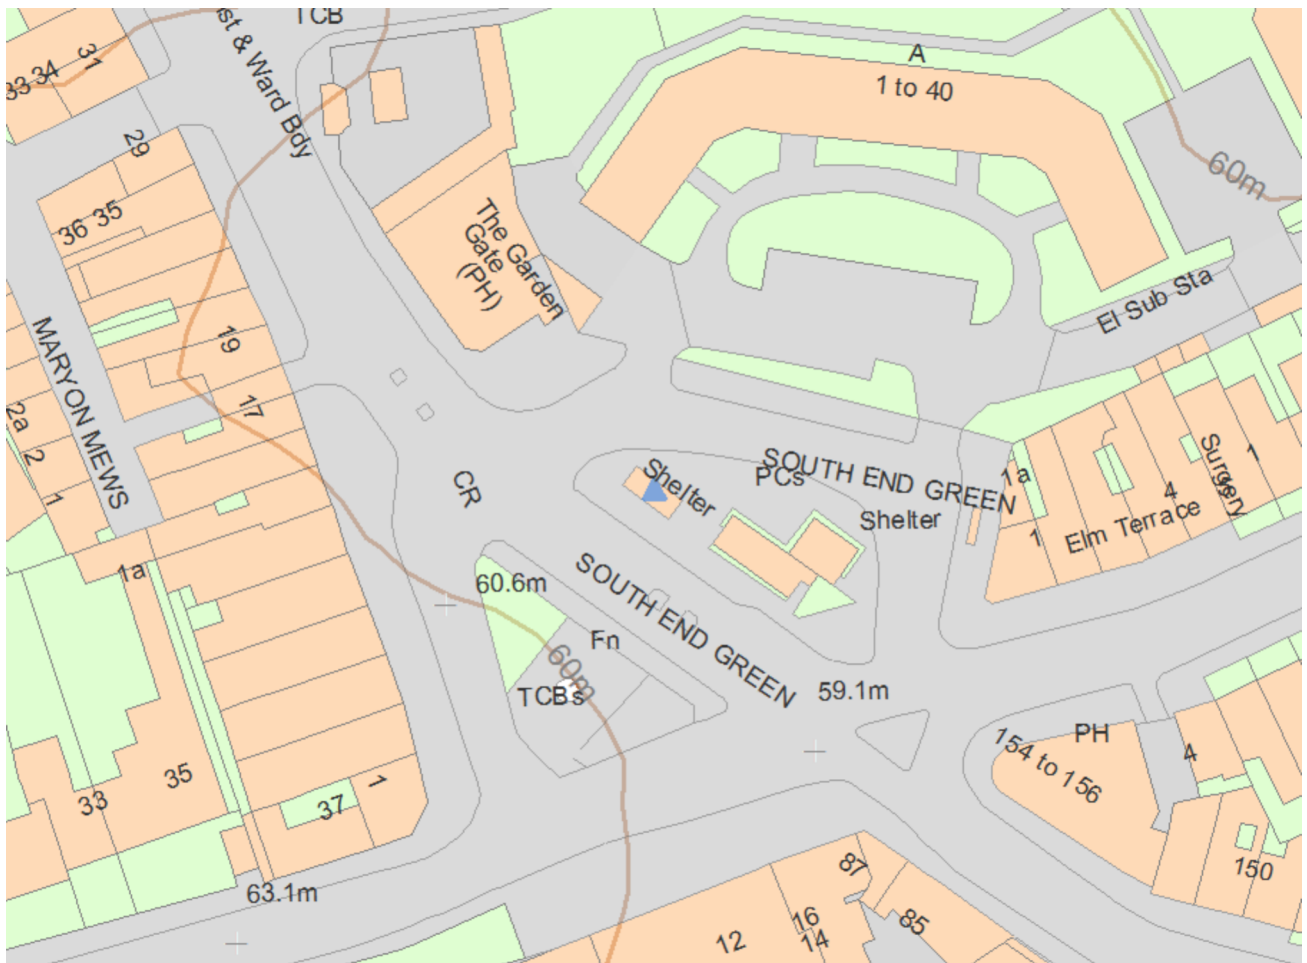 TCB
st & Ward Bdy
31
34
33
A
1 to 40
29
60m
36 35
The Garden
Gate
(PH)
El Sub Sta
MARYON MEWS
19
2a
17
2
1
CR
Shelter
PCs
SOUTH END GREEN
Shelter
1a
1
Elm Terrace
4
Surgery
1
1a
60.6m
SOUTH END GREEN
Fn
60m
TCBs
59.1m
PH
154 to 156
4
35
33
37
1
63.1m
87
85
16
14
12
150